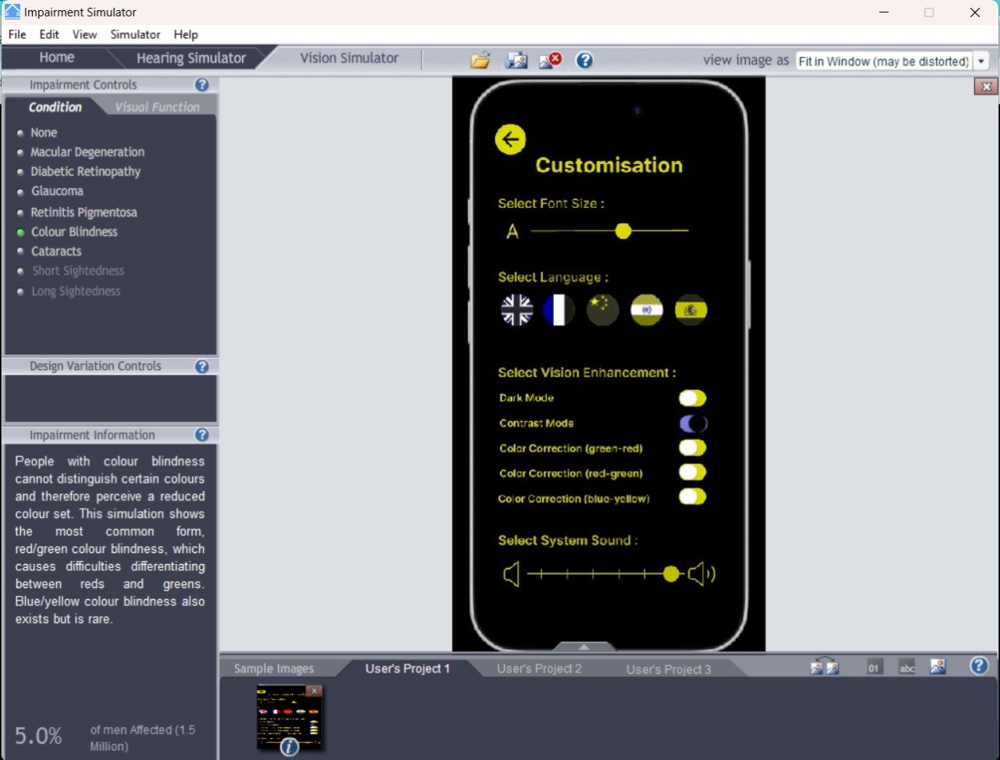 Impairment Simulator
File Edit View Simulator Help
Home Hearing Simulator Vision Simulator view image as Fit in Window (may be distorted)
Impairment Controls
Condition Visual Function
None
Macular Degeneration
Diabetic Retinopathy
Glaucoma
Retinitis Pigmentosa
Colour Blindness
Cataracts
Short Sightedness
Long Sightedness
Design Variation Controls
Impairment Information
People with colour blindness
cannot distinguish certain colours
and therefore perceive a reduced
colour set. This simulation shows
the most common form,
red/green colour blindness, which
causes difficulties differentiating
between reds and greens.
Blue/yellow colour blindness also
exists but is rare.
5.0% of men Affected (1.5
Million)
Customisation
Select Font Size :
A
Select Language :
Select Vision Enhancement :
Dark Mode
Contrast Mode
Color Correction (green-red)
Color Correction (red-green)
Color Correction (blue-yellow)
Select System Sound :
Sample Images User's Project 1 User's Project 2 User's Project 3 01 abc